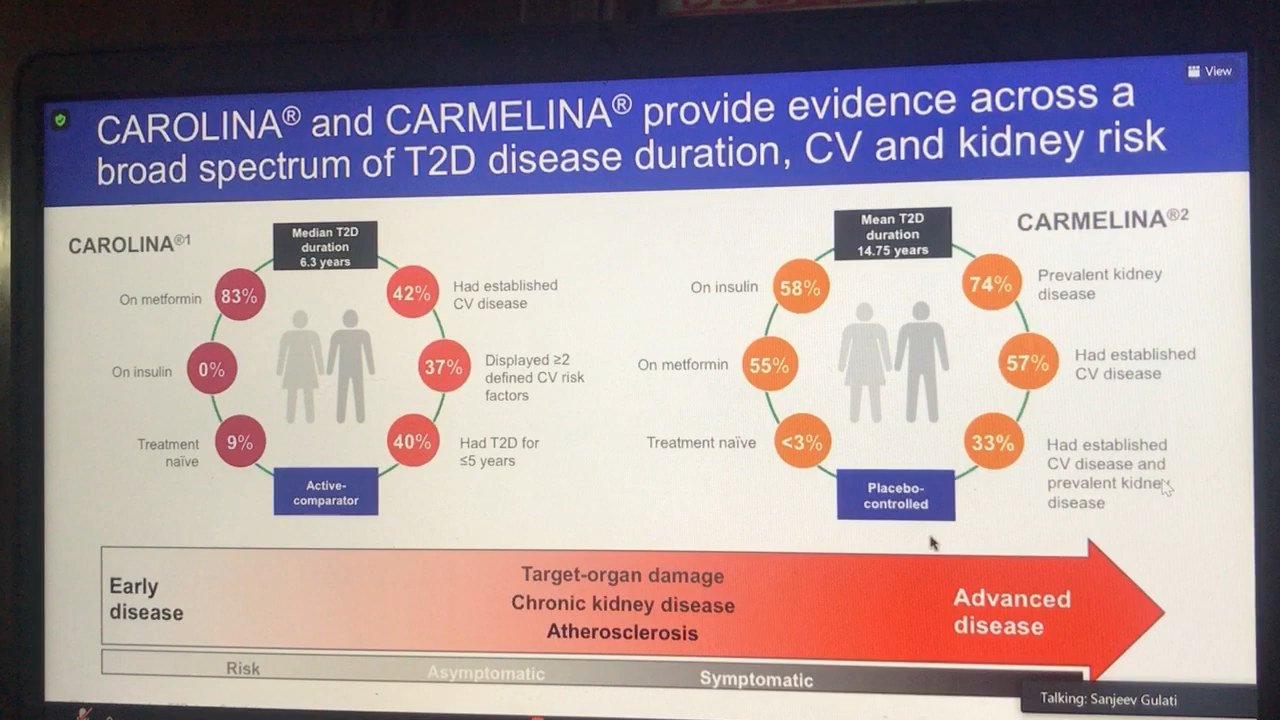 View
CAROLINA® and CARMELINA® provide evidence across a
broad spectrum of T2D disease duration, CV and kidney risk
CAROLINA®1
Median T2D
duration
6.3 years
On metformin
83%
On insulin
0%
Treatment
naïve
9%
42%
Had established
CV disease
37%
Displayed ≥2
defined CV risk
factors
40%
Had T2D for
≤5 years
Active-
comparator
CARMELINA®2
Mean T2D
duration
14.75 years
On insulin
58%
On metformin
55%
Treatment naïve
<3%
74%
Prevalent kidney
disease
57%
Had established
CV disease
33%
Had established
CV disease and
prevalent kidney
disease
Placebo-
controlled
Early
disease
Target-organ damage
Chronic kidney disease
Atherosclerosis
Advanced
disease
Risk
Asymptomatic
Symptomatic
Talking: Sanjeev Gulati